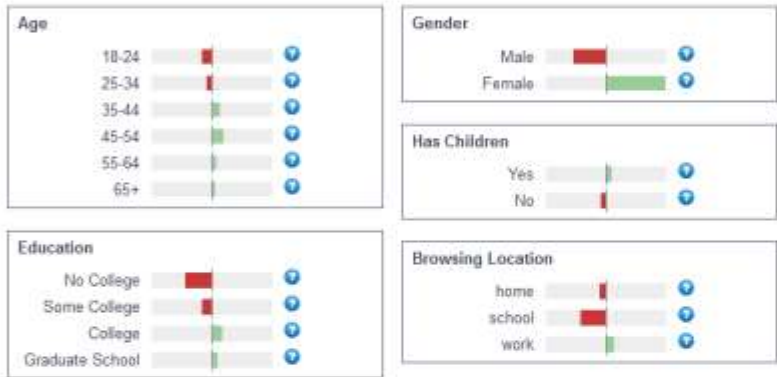 Age
18-24
25-34
35-44
45-54
55-64
65+
Education
No College
Some College
College
Graduate School
Gender
Male
Female
Has Children
Yes
No
Browsing Location
home
school
work